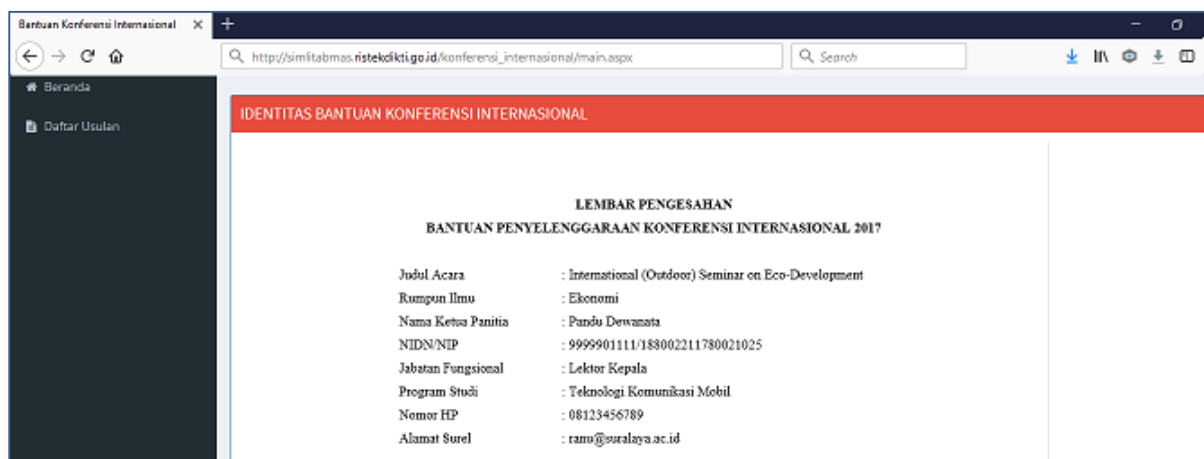 Bantuan Konferensi Internasional
http://simlitabmas.ristekdikti.go.id/konferensi_internasional/main.aspx
Search
Beranda
IDENTITAS BANTUAN KONFERENSI INTERNASIONAL
Daftar Usulan
LEMBAR PENGESAHAN
BANTUAN PENYELENGGARAAN KONFERENSI INTERNASIONAL 2017
Judul Acara : International (Outdoor) Seminar on Eco-Development
Rumpun Ilmu : Ekonomi
Nama Ketua Panitia : Pandu Dewanata
NIDN/NIP : 9999901111/188002211780021025
Jabatan Fungsional : Lektor Kepala
Program Studi : Teknologi Komunikasi Mobil
Nomor HP : 08123456789
Alamat Surel : ranu@suralaya.ac.id